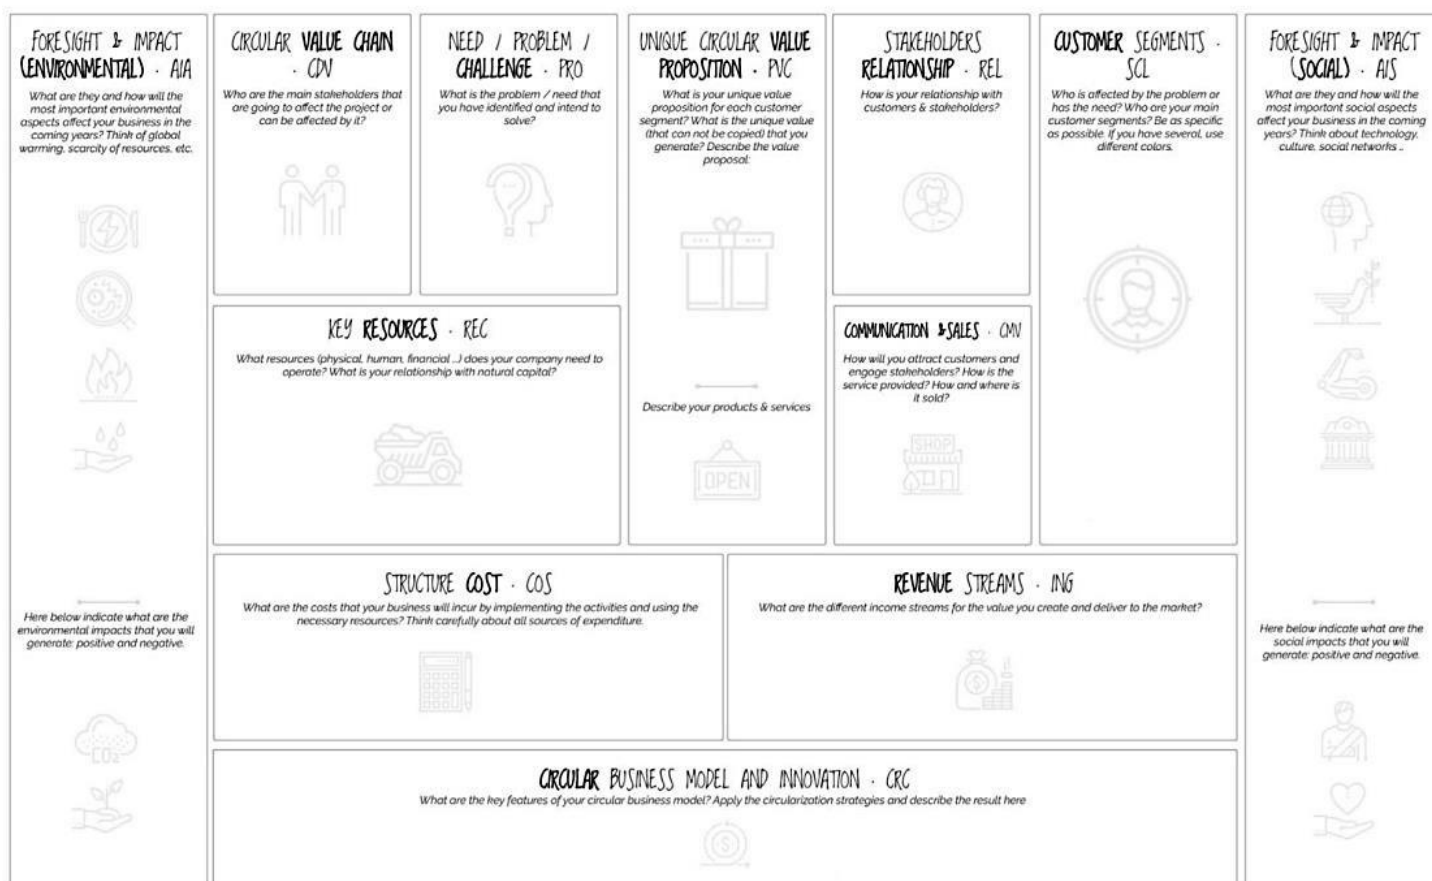 FORESIGHT & IMPACT
(ENVIRONMENTAL) · AIA
What are they and how will the
most important environmental
aspects affect your business in the
coming years? Think of global
warming, scarcity of resources, etc.
Here below indicate what are the
environmental impacts that you will
generate: positive and negative.
CO₂
CIRCULAR VALUE CHAIN
· CDV
Who are the main stakeholders that
are going to affect the project or
can be affected by it?
NEED / PROBLEM /
CHALLENGE · PRO
What is the problem / need that
you have identified and intend to
solve?
UNIQUE CIRCULAR VALUE
PROPOSITION · PVC
What is your unique value
proposition for each customer
segment? What is the unique value
(that can not be copied) that you
generate? Describe the value
proposal:
Describe your products & services
OPEN
STAKEHOLDERS
RELATIONSHIP · REL
How is your relationship with
customers & stakeholders?
CUSTOMER SEGMENTS ·
SCL
Who is affected by the problem or
has the need? Who are your main
customer segments? Be as specific
as possible. If you have several, use
different colors.
FORESIGHT & IMPACT
(SOCIAL) · AIS
What are they and how will the
most important social aspects
affect your business in the coming
years? Think about technology,
culture, social networks ..
Here below indicate what are the
social impacts that you will
generate: positive and negative.
KEY RESOURCES · REC
What resources (physical, human, financial ...) does your company need to
operate? What is your relationship with natural capital?
COMMUNICATION & SALES · CMV
How will you attract customers and
engage stakeholders? How is the
service provided? How and where is
it sold?
SHOP
STRUCTURE COST · COS
What are the costs that your business will incur by implementing the activities and using the
necessary resources? Think carefully about all sources of expenditure.
REVENUE STREAMS · ING
What are the different income streams for the value you create and deliver to the market?
$
CIRCULAR BUSINESS MODEL AND INNOVATION · CRC
What are the key features of your circular business model? Apply the circularization strategies and describe the result here
$